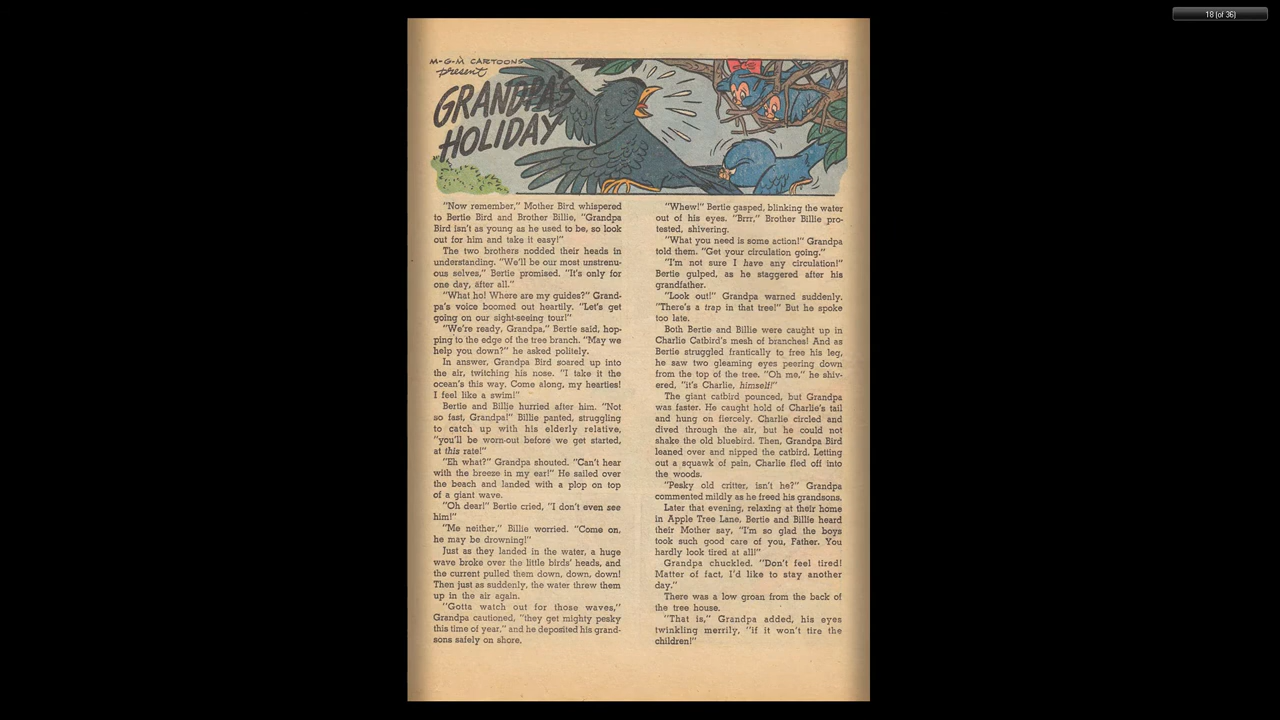 18 (of 36)
M-G-M CARTOONS
present
GRANDPA'S
HOLIDAY
"Now remember," Mother Bird whispered
to Bertie Bird and Brother Billie, "Grandpa
Bird isn't as young as he used to be, so look
out for him and take it easy!"
The two brothers nodded their heads in
understanding. "We'll be our most unstrenu-
ous selves," Bertie promised. "It's only for
one day, after all."
"What ho! Where are my guides?" Grand-
pa's voice boomed out heartily. "Let's get
going on our sight-seeing tour!"
"We're ready, Grandpa," Bertie said, hop-
ping to the edge of the tree branch. "May we
help you down?" he asked politely.
In answer, Grandpa Bird soared up into
the air, twitching his nose. "I take it the
ocean's this way. Come along, my hearties!
I feel like a swim!"
Bertie and Billie hurried after him. "Not
so fast, Grandpa!" Billie panted, struggling
to catch up with his elderly relative,
"you'll be worn-out before we get started,
at this rate!"
"Eh what?" Grandpa shouted. "Can't hear
with the breeze in my ear!" He sailed over
the beach and landed with a plop on top
of a giant wave.
"Oh dear!" Bertie cried, "I don't even see
him!"
"Me neither," Billie worried. "Come on,
he may be drowning!"
Just as they landed in the water, a huge
wave broke over the little birds' heads, and
the current pulled them down, down, down!
Then just as suddenly, the water threw them
up in the air again.
"Gotta watch out for those waves,"
Grandpa cautioned, "they get mighty pesky
this time of year," and he deposited his grand-
sons safely on shore.
"Whew!" Bertie gasped, blinking the water
out of his eyes. "Brrr," Brother Billie pro-
tested, shivering.
"What you need is some action!" Grandpa
told them. "Get your circulation going."
"I'm not sure I have any circulation!"
Bertie gulped, as he staggered after his
grandfather.
"Look out!" Grandpa warned suddenly.
"There's a trap in that tree!" But he spoke
too late.
Both Bertie and Billie were caught up in
Charlie Catbird's mesh of branches! And as
Bertie struggled frantically to free his leg,
he saw two gleaming eyes peering down
from the top of the tree. "Oh me," he shiv-
ered, "it's Charlie, himself!"
The giant catbird pounced, but Grandpa
was faster. He caught hold of Charlie's tail
and hung on fiercely. Charlie circled and
dived through the air, but he could not
shake the old bluebird. Then, Grandpa Bird
leaned over and nipped the catbird. Letting
out a squawk of pain, Charlie fled off into
the woods.
"Pesky old critter, isn't he?" Grandpa
commented mildly as he freed his grandsons.
Later that evening, relaxing at their home
in Apple Tree Lane, Bertie and Billie heard
their Mother say, "I'm so glad the boys
took such good care of you, Father. You
hardly look tired at all!"
Grandpa chuckled. "Don't feel tired!
Matter of fact, I'd like to stay another
day."
There was a low groan from the back of
the tree house.
"That is," Grandpa added, his eyes
twinkling merrily, "if it won't tire the
children!"